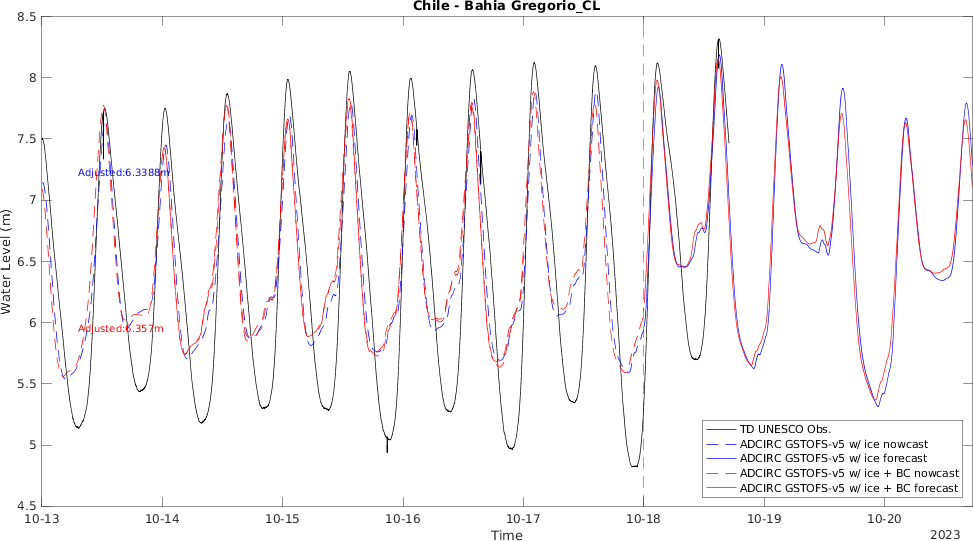 Chile - Bahia Gregorio_CL
8.5
8
7.5
7
6.5
6
5.5
5
4.5
Water Level (m)
Adjusted:6.3388m
Adjusted:6.357m
TD UNESCO Obs.
ADCIRC GSTOFS-v5 w/ ice nowcast
ADCIRC GSTOFS-v5 w/ ice forecast
ADCIRC GSTOFS-v5 w/ ice + BC nowcast
ADCIRC GSTOFS-v5 w/ ice + BC forecast
10-13 10-14 10-15 10-16 10-17 10-18 10-19 10-20
Time
2023